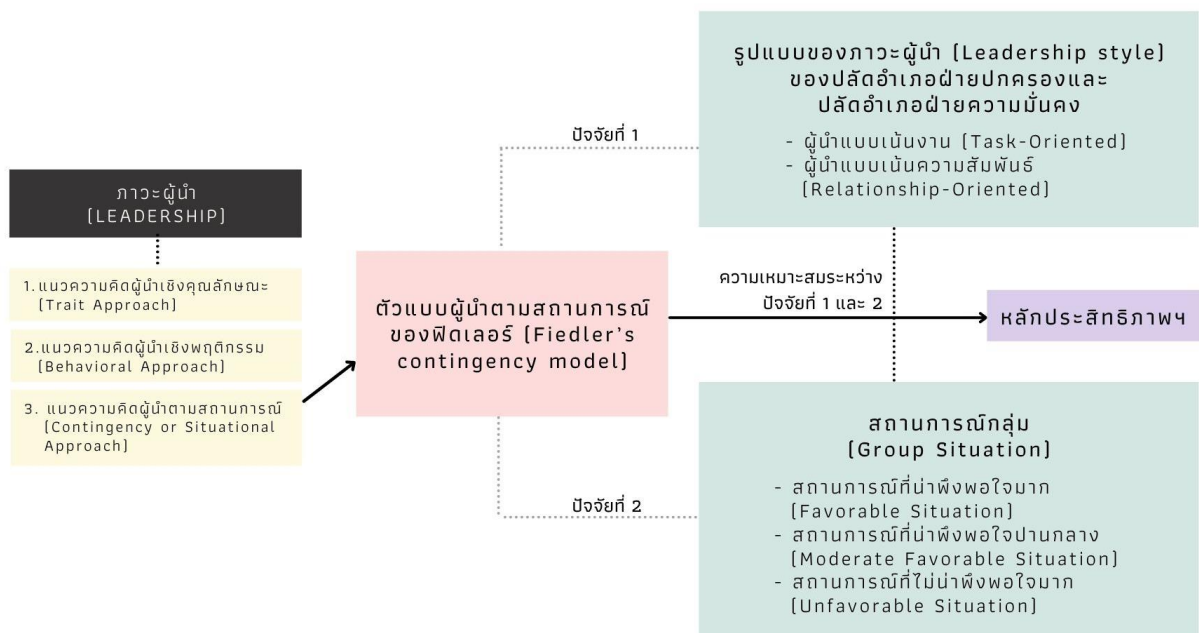 ภาวะผู้นำ
(LEADERSHIP)
1.แนวความคิดผู้นำเชิงคุณลักษณะ
(Trait Approach)
2.แนวความคิดผู้นำเชิงพฤติกรรม
(Behavioral Approach)
3. แนวความคิดผู้นำตามสถานการณ์
(Contingency or Situational
Approach)
ตัวแบบผู้นำตามสถานการณ์
ของฟิดเลอร์ (Fiedler's
contingency model)
ปัจจัยที่ 1
รูปแบบของภาวะผู้นำ (Leadership style)
ของปลัดอำเภอฝ่ายปกครองและ
ปลัดอำเภอฝ่ายความมั่นคง
- ผู้นำแบบเน้นงาน (Task-Oriented)
- ผู้นำแบบเน้นความสัมพันธ์
(Relationship-Oriented)
ความเหมาะสมระหว่าง
ปัจจัยที่ 1 และ 2
หลักประสิทธิภาพฯ
ปัจจัยที่ 2
สถานการณ์กลุ่ม
(Group Situation)
- สถานการณ์ที่น่าพึงพอใจมาก
(Favorable Situation)
- สถานการณ์ที่น่าพึงพอใจปานกลาง
(Moderate Favorable Situation)
- สถานการณ์ที่ไม่น่าพึงพอใจมาก
(Unfavorable Situation)